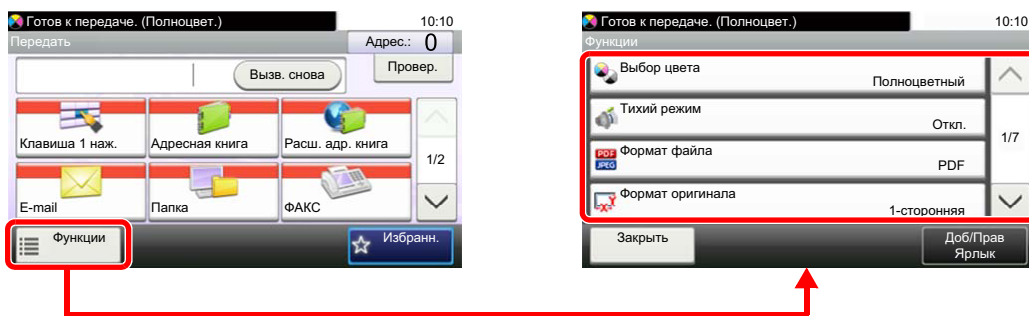 Готов к передаче. (Полноцвет.)
10:10
Передать
Адрес.: 0
Вызв. снова
Провер.
Клавиша 1 наж.
Адресная книга
Расш. адр. книга
1/2
E-mail
Папка
ФАКС
Функции
Избранн.
Готов к передаче. (Полноцвет.)
10:10
Функции
Выбор цвета
Полноцветный
Тихий режим
Откл.
1/7
PDF
JPEG
Формат файла
PDF
Формат оригинала
1-сторонняя
Закрыть
Доб/Прав
Ярлык